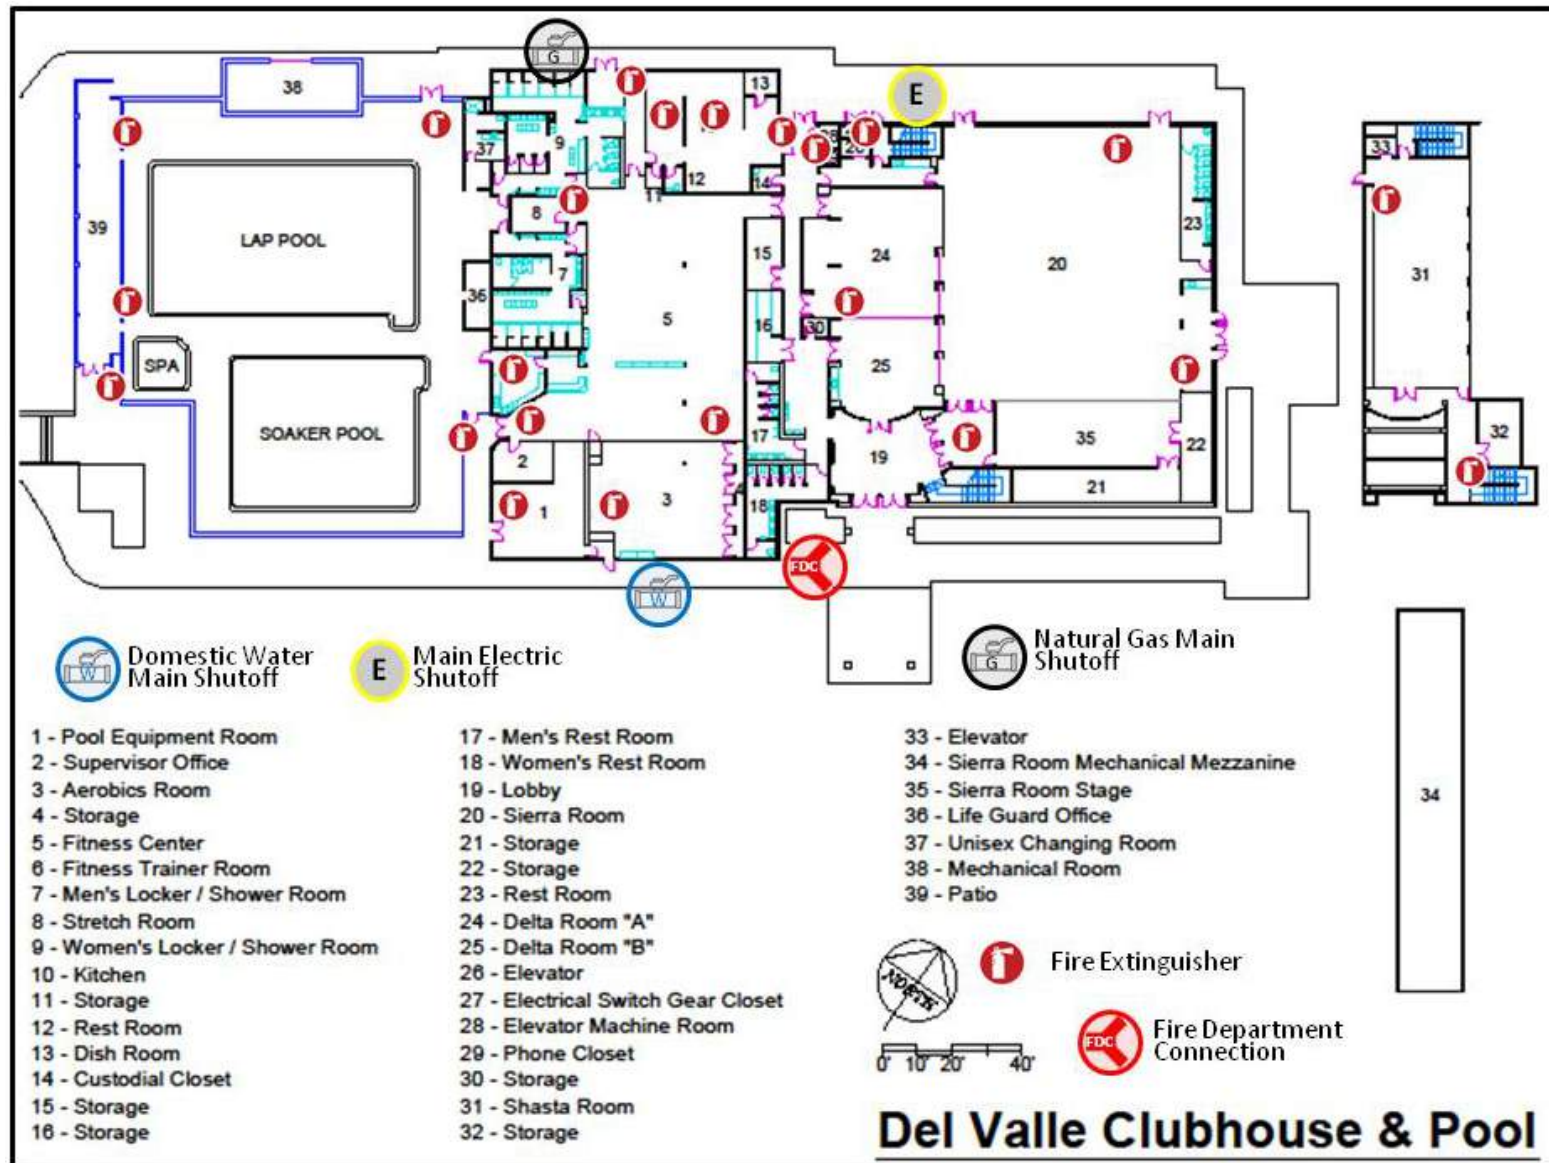 G
E
38
13
37
9
12
14
11
8
39
LAP POOL
7
36
5
15
16
24
30
25
20
23
33
31
SPA
SOAKER POOL
2
1
3
17
18
19
35
22
21
32
FDC
W
34
W
Domestic Water
Main Shutoff
E
Main Electric
Shutoff
G
Natural Gas Main
Shutoff
1 - Pool Equipment Room
2 - Supervisor Office
3 - Aerobics Room
4 - Storage
5 - Fitness Center
6 - Fitness Trainer Room
7 - Men's Locker / Shower Room
8 - Stretch Room
9 - Women's Locker / Shower Room
10 - Kitchen
11 - Storage
12 - Rest Room
13 - Dish Room
14 - Custodial Closet
15 - Storage
16 - Storage
17 - Men's Rest Room
18 - Women's Rest Room
19 - Lobby
20 - Sierra Room
21 - Storage
22 - Storage
23 - Rest Room
24 - Delta Room "A"
25 - Delta Room "B"
26 - Elevator
27 - Electrical Switch Gear Closet
28 - Elevator Machine Room
29 - Phone Closet
30 - Storage
31 - Shasta Room
32 - Storage
33 - Elevator
34 - Sierra Room Mechanical Mezzanine
35 - Sierra Room Stage
36 - Life Guard Office
37 - Unisex Changing Room
38 - Mechanical Room
39 - Patio
NORTH
Fire Extinguisher
0' 10' 20' 40'
FDC
Fire Department
Connection
Del Valle Clubhouse & Pool